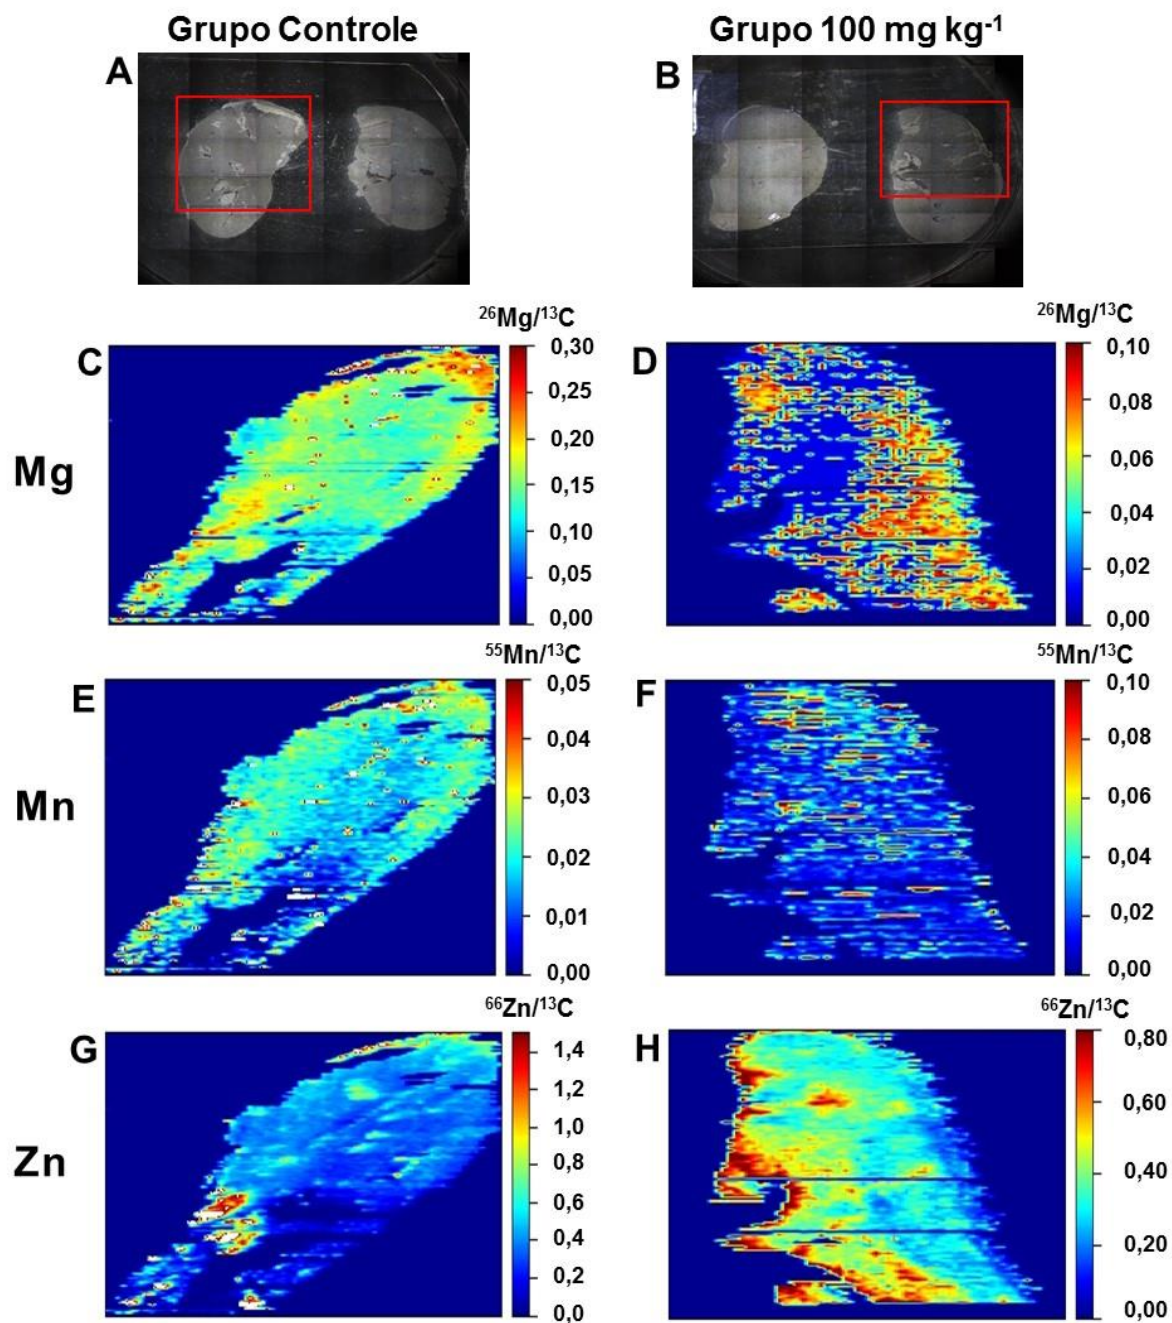 Grupo Controle
Grupo 100 mg kg⁻¹
A
B
²⁶Mg/¹³C
²⁶Mg/¹³C
C
0,30
0,25
0,20
0,15
0,10
0,05
0,00
D
0,10
0,08
0,06
0,04
0,02
0,00
Mg
⁵⁵Mn/¹³C
⁵⁵Mn/¹³C
E
0,05
0,04
0,03
0,02
0,01
0,00
F
0,10
0,08
0,06
0,04
0,02
0,00
Mn
⁶⁶Zn/¹³C
⁶⁶Zn/¹³C
G
1,4
1,2
1,0
0,8
0,6
0,4
0,2
0,0
H
0,80
0,60
0,40
0,20
0,00
Zn